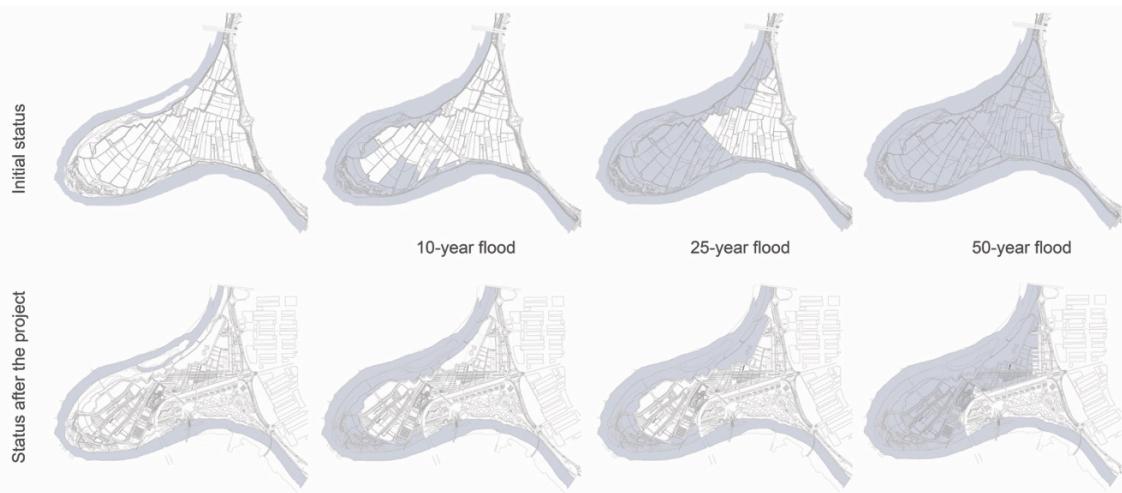 Initial status
10-year flood
25-year flood
50-year flood
Status after the project